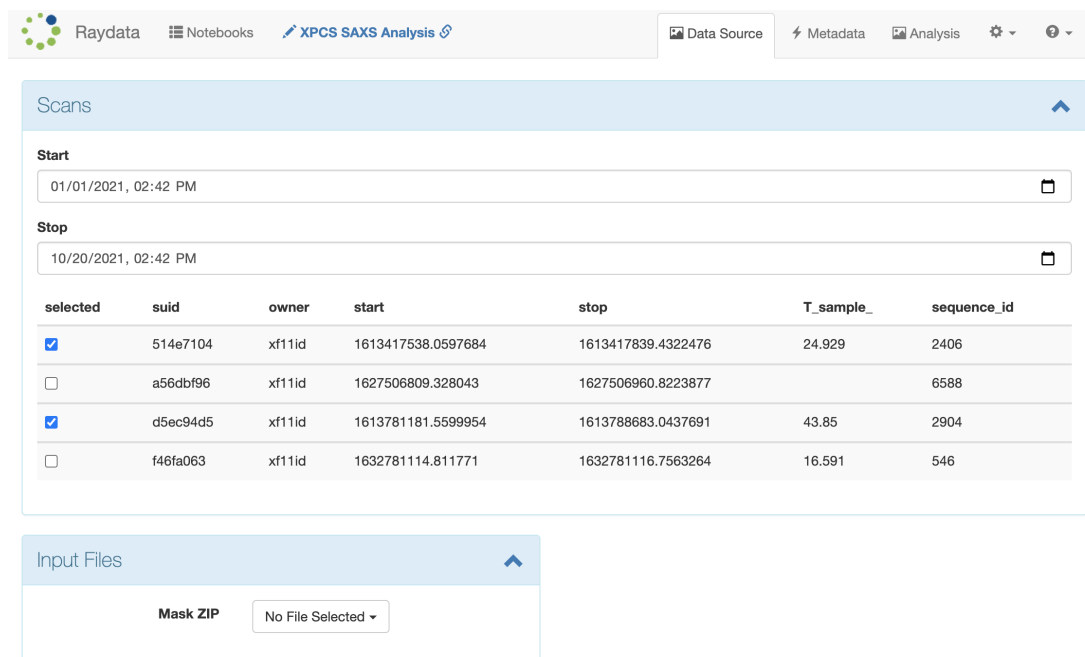 Raydata Notebooks XPCS SAXS Analysis Data Source Metadata Analysis
Scans
Start
01/01/2021, 02:42 PM
Stop
10/20/2021, 02:42 PM
selected suid owner start stop T_sample_ sequence_id
514e7104 xf11id 1613417538.0597684 1613417839.4322476 24.929 2406
a56dbf96 xf11id 1627506809.328043 1627506960.8223877 6588
d5ec94d5 xf11id 1613781181.5599954 1613788683.0437691 43.85 2904
f46fa063 xf11id 1632781114.811771 1632781116.7563264 16.591 546
Input Files
Mask ZIP No File Selected